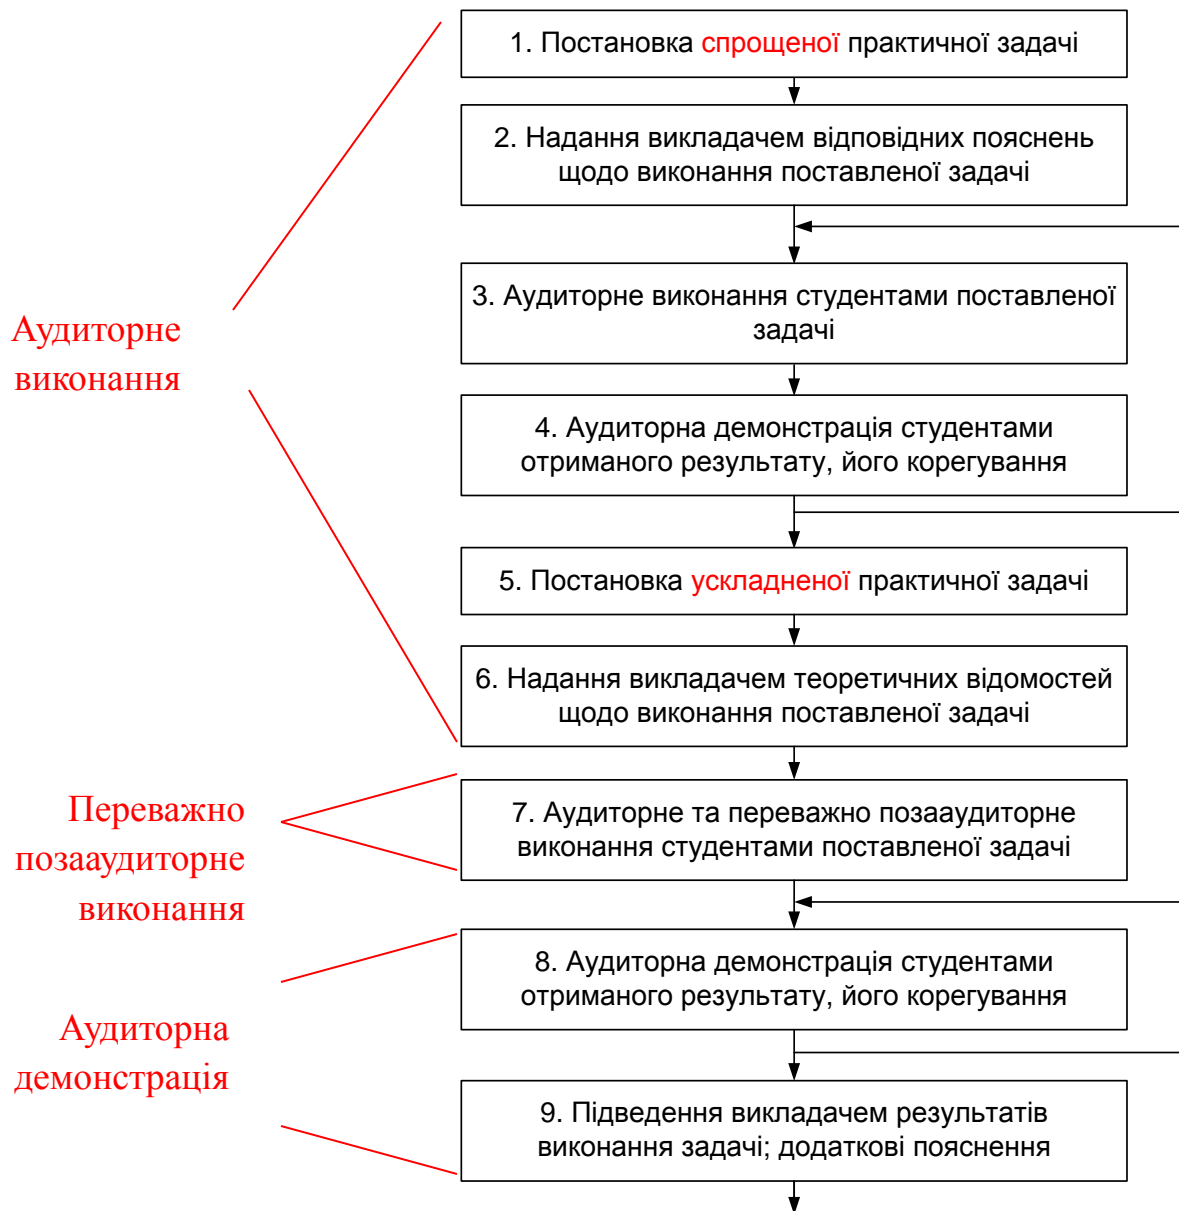 1. Постановка спрощеної практичної задачі
2. Надання викладачем відповідних пояснень
щодо виконання поставленої задачі
3. Аудиторне виконання студентами поставленої
задачі
Аудиторне
виконання
4. Аудиторна демонстрація студентами
отриманого результату, його корегування
5. Постановка ускладненої практичної задачі
6. Надання викладачем теоретичних відомостей
щодо виконання поставленої задачі
Переважно
позааудиторне
виконання
7. Аудиторне та переважно позааудиторне
виконання студентами поставленої задачі
8. Аудиторна демонстрація студентами
отриманого результату, його корегування
Аудиторна
демонстрація
9. Підведення викладачем результатів
виконання задачі; додаткові пояснення